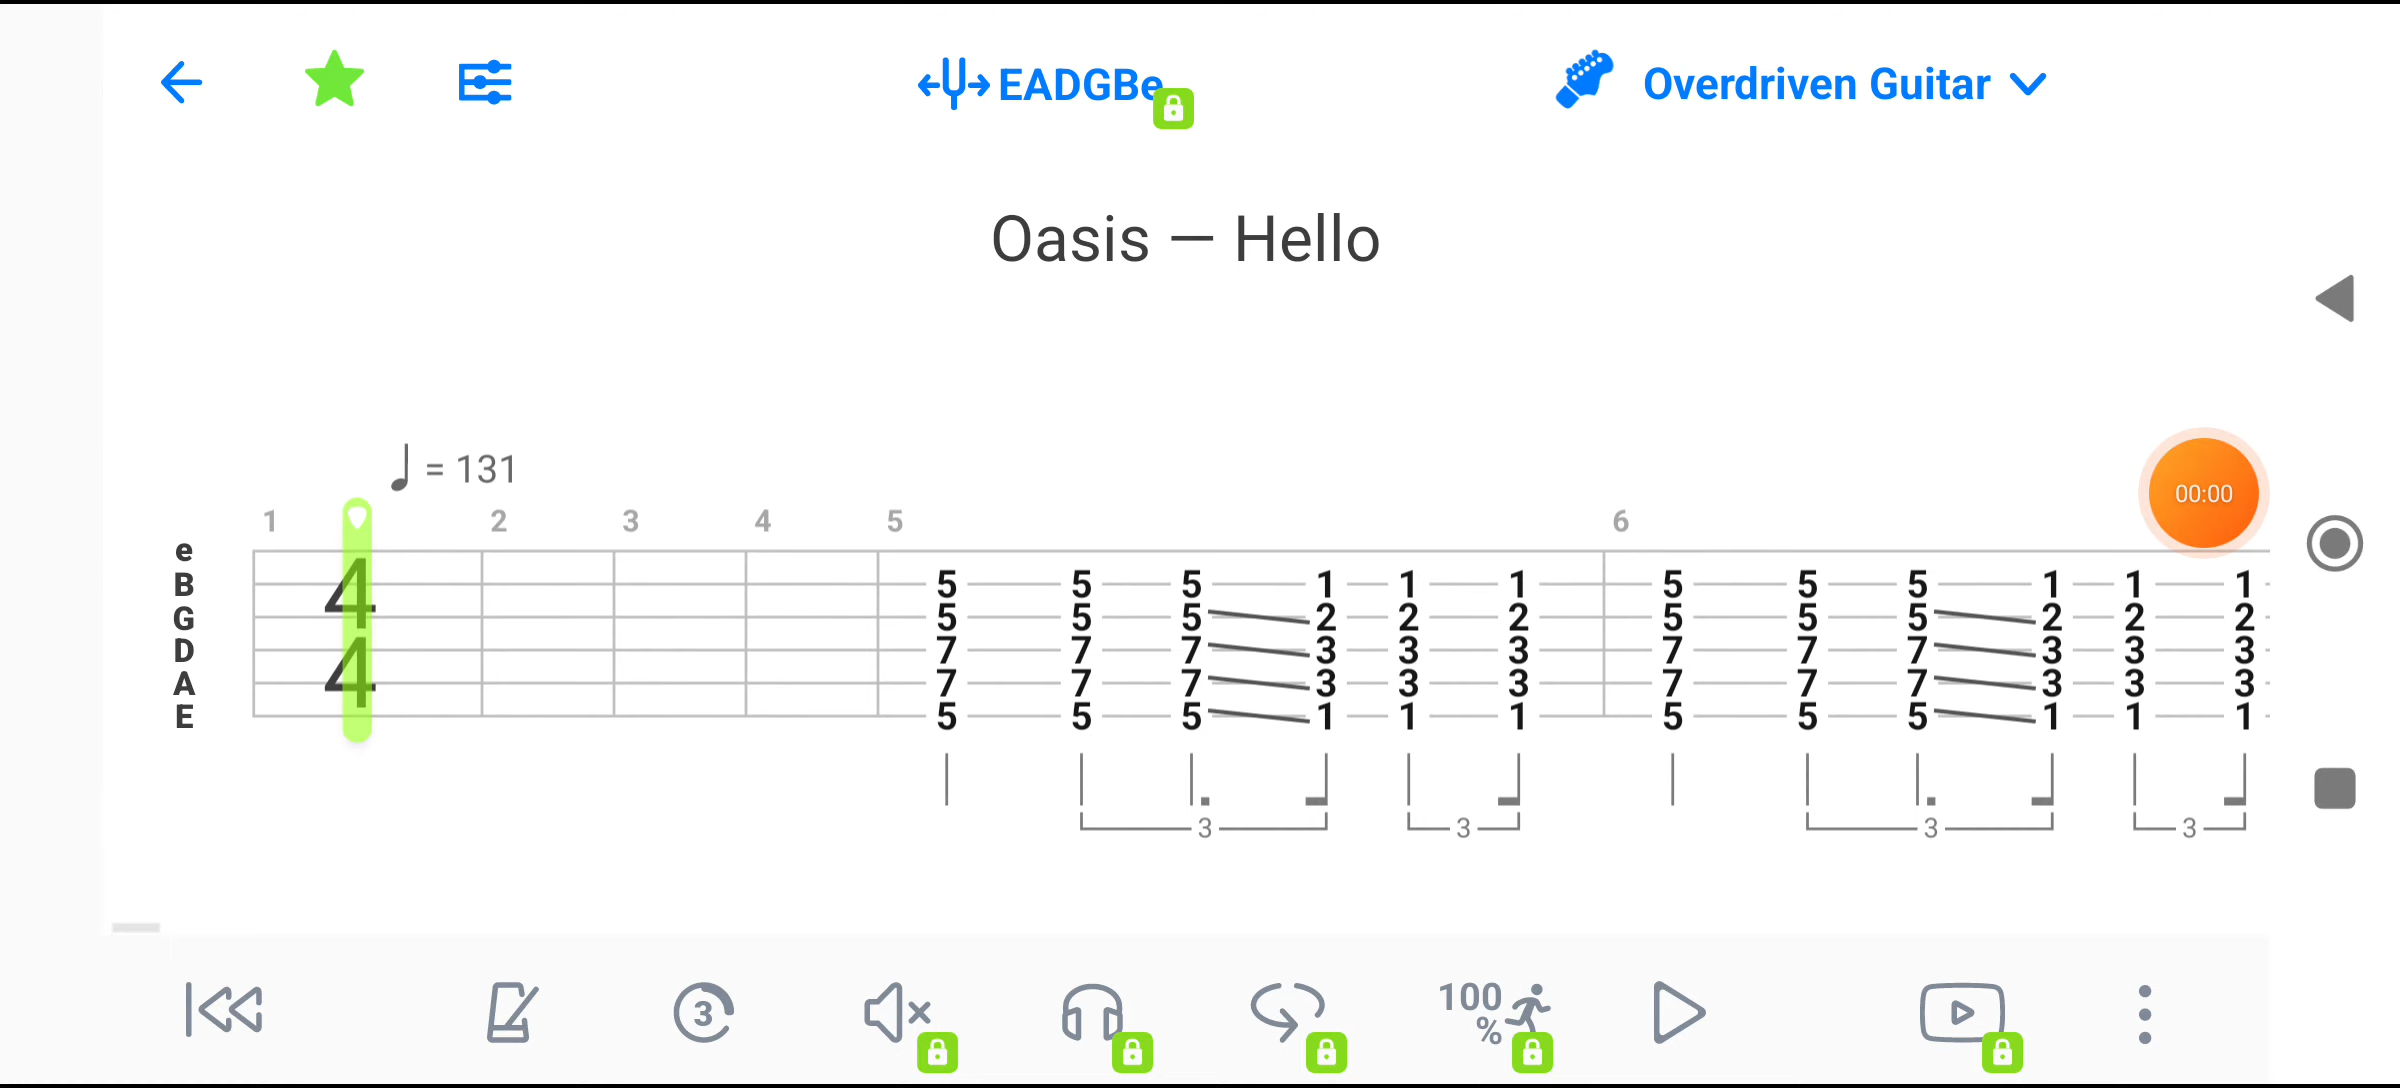 EADGBe
Overdriven Guitar
Oasis — Hello
= 131
00:00
1 2 3 4 5 6
e
B 5 5 5 1 1 1 5 5 5 1 1 1
G 5 5 5 2 2 2 5 5 5 2 2 2
D 7 7 7 3 3 3 7 7 7 3 3 3
A 7 7 7 3 3 3 7 7 7 3 3 3
E 5 5 5 1 1 1 5 5 5 1 1 1
4
4
3 3 3 3
3
100
%